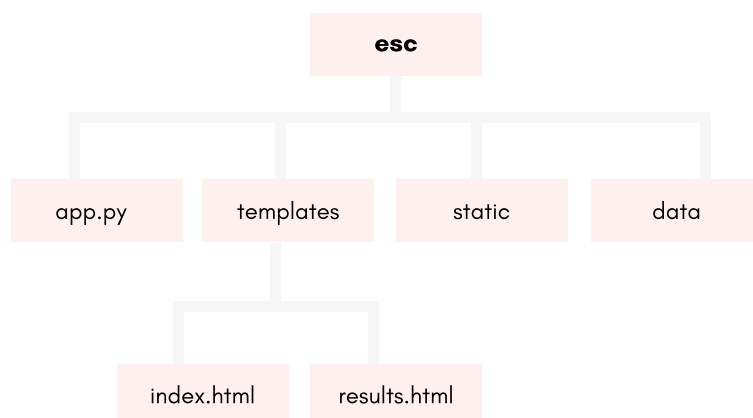 esc
app.py
templates
static
data
index.html
results.html